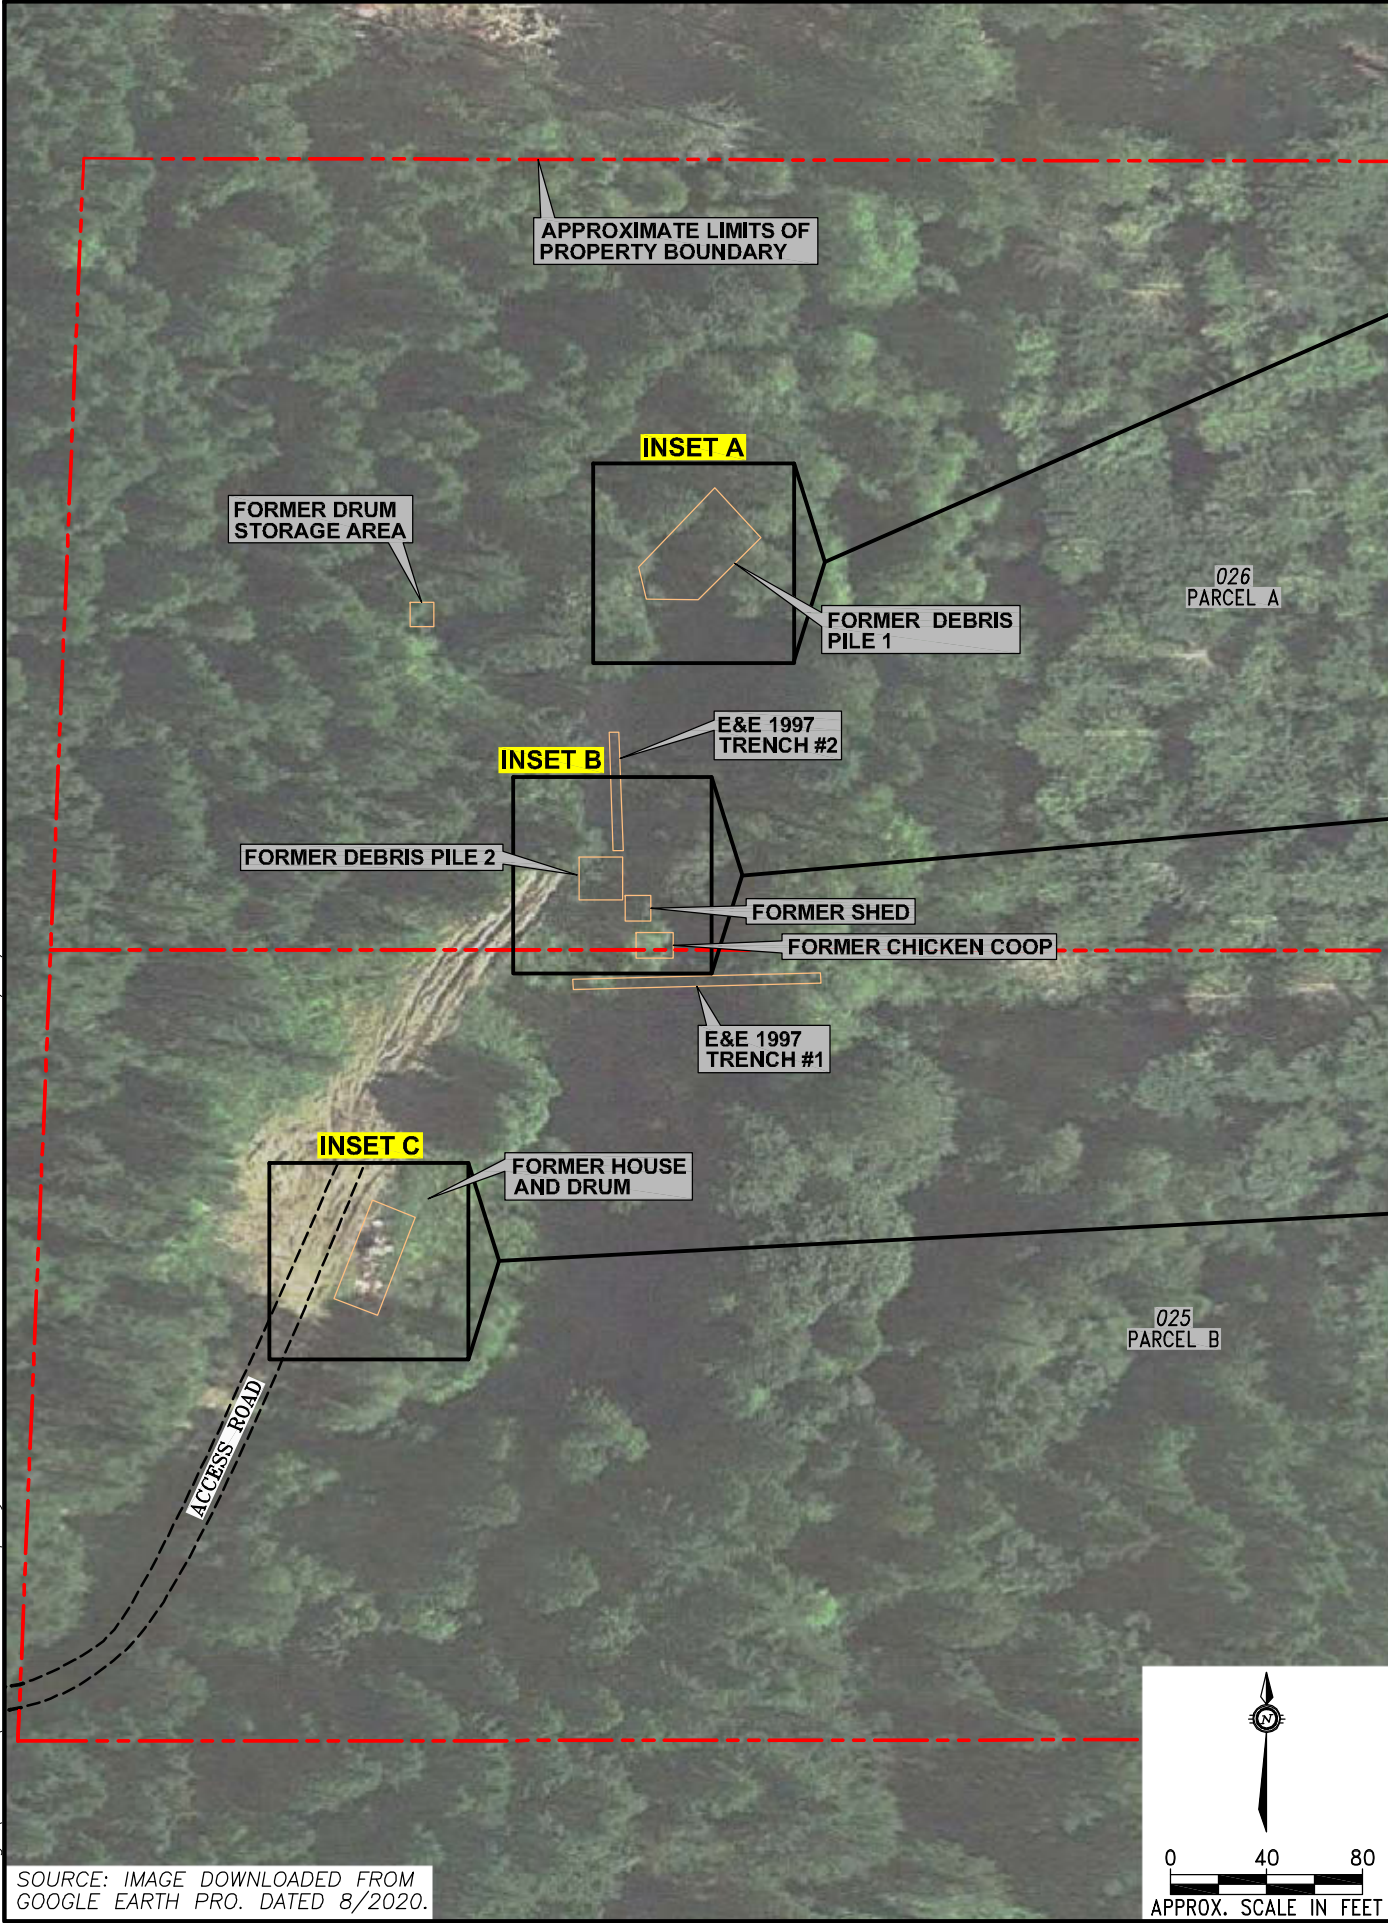 APPROXIMATE LIMITS OF
PROPERTY BOUNDARY
INSET A
FORMER DRUM
STORAGE AREA
026
PARCEL A
FORMER DEBRIS
PILE 1
E&E 1997
TRENCH #2
INSET B
FORMER DEBRIS PILE 2
FORMER SHED
FORMER CHICKEN COOP
E&E 1997
TRENCH #1
INSET C
FORMER HOUSE
AND DRUM
025
PARCEL B
ACCESS ROAD
N
0 40 80
APPROX. SCALE IN FEET
SOURCE: IMAGE DOWNLOADED FROM
GOOGLE EARTH PRO. DATED 8/2020.